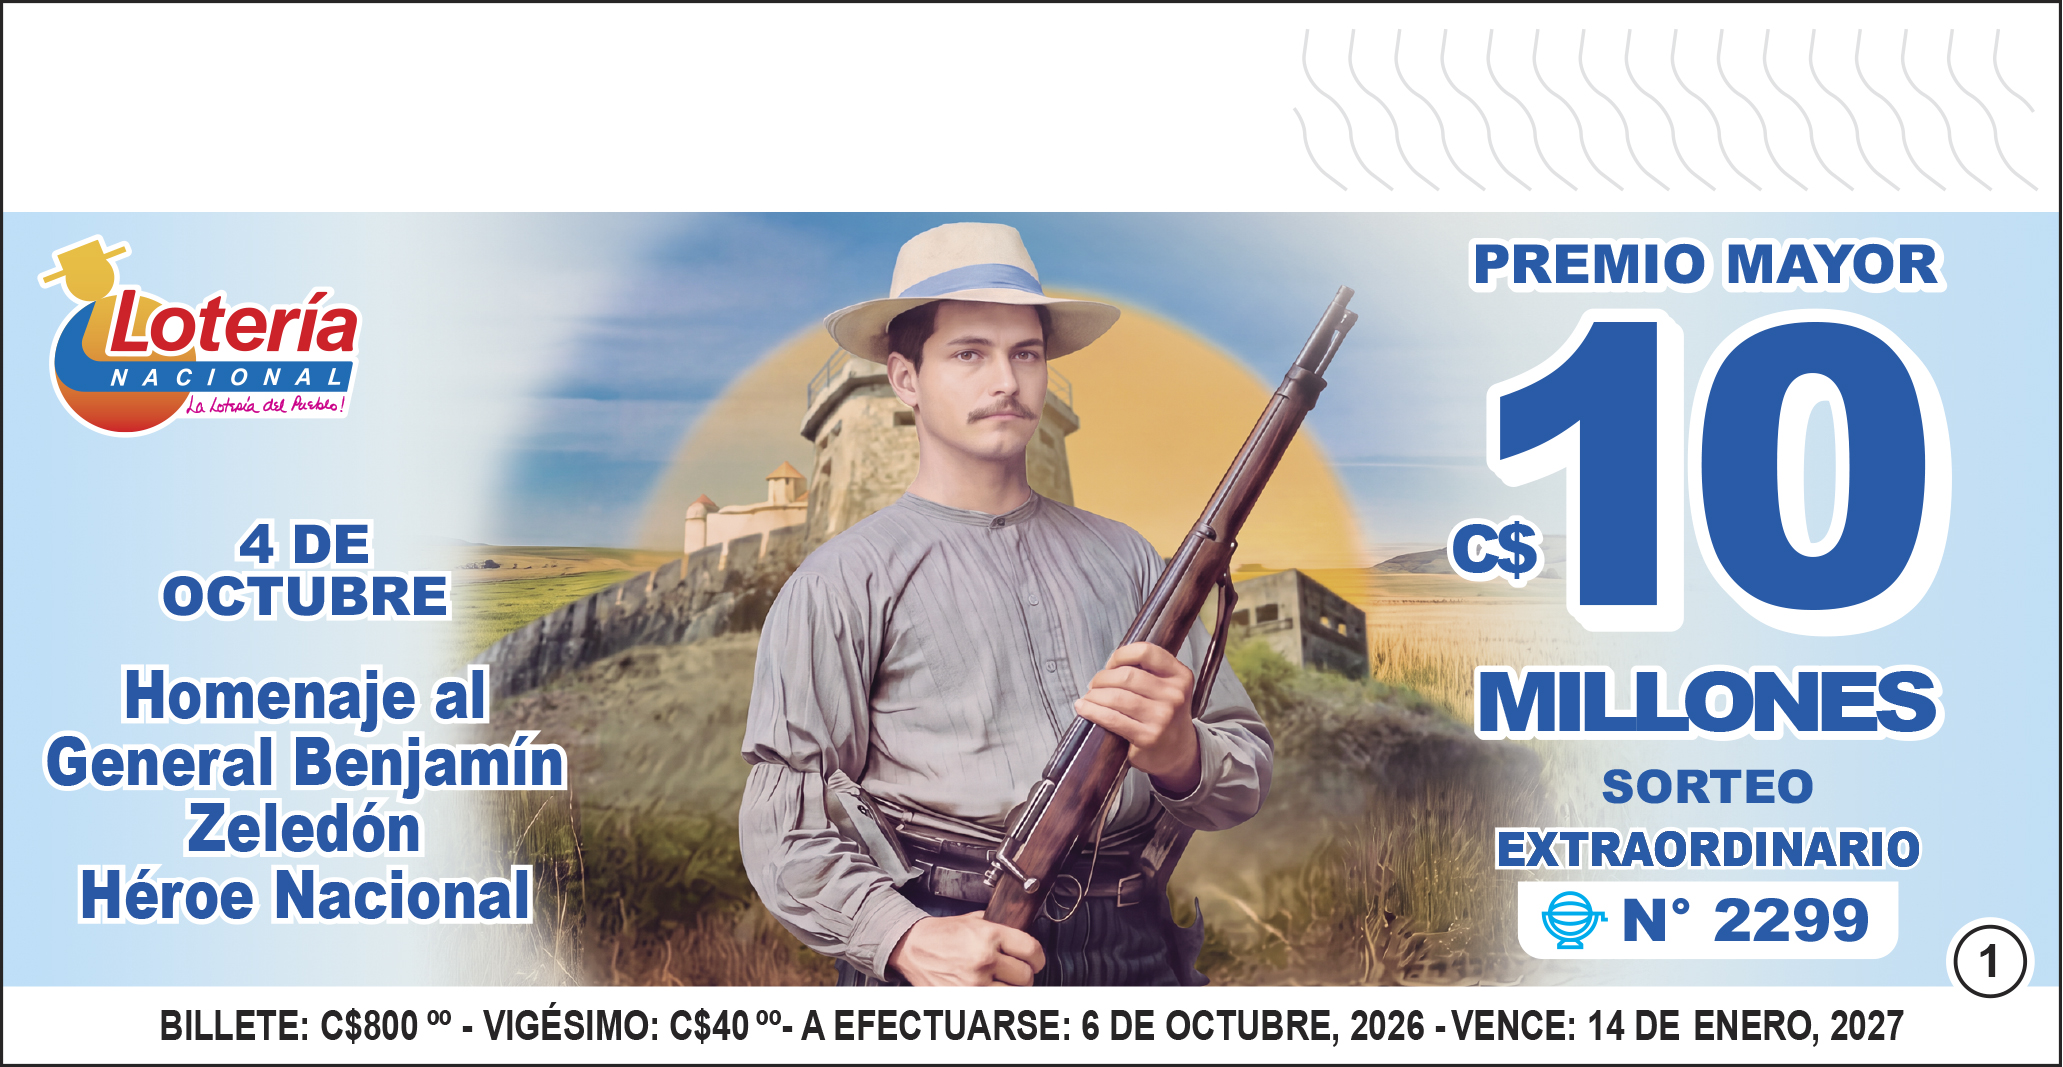 Lotería
NACIONAL
La Lotería del Pueblo!
4 DE
OCTUBRE
Homenaje al
General Benjamín
Zeledón
Héroe Nacional
PREMIO MAYOR
C$ 10
MILLONES
SORTEO
EXTRAORDINARIO
N° 2299
1
BILLETE: C$800 ºº - VIGÉSIMO: C$40 ºº- A EFECTUARSE: 6 DE OCTUBRE, 2026 - VENCE: 14 DE ENERO, 2027